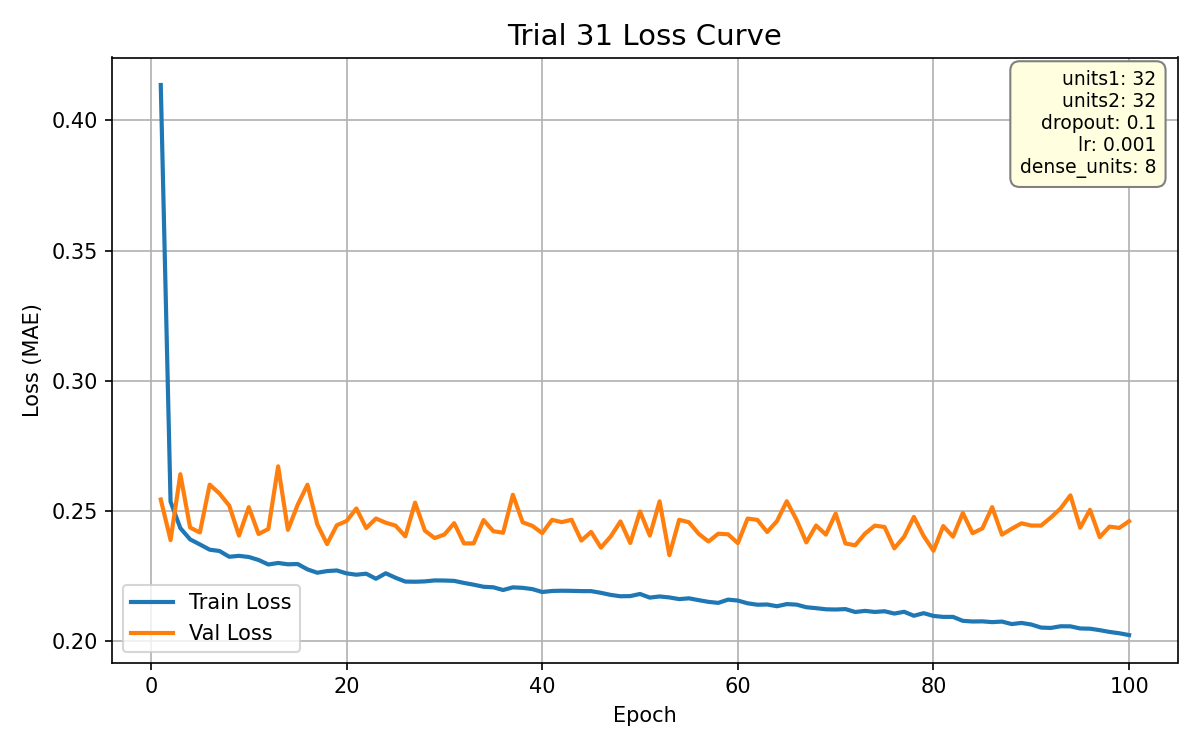 Trial 31 Loss Curve
units1: 32
units2: 32
dropout: 0.1
lr: 0.001
dense_units: 8
Loss (MAE)
0.40
0.35
0.30
0.25
0.20
Train Loss
Val Loss
0 20 40 60 80 100
Epoch